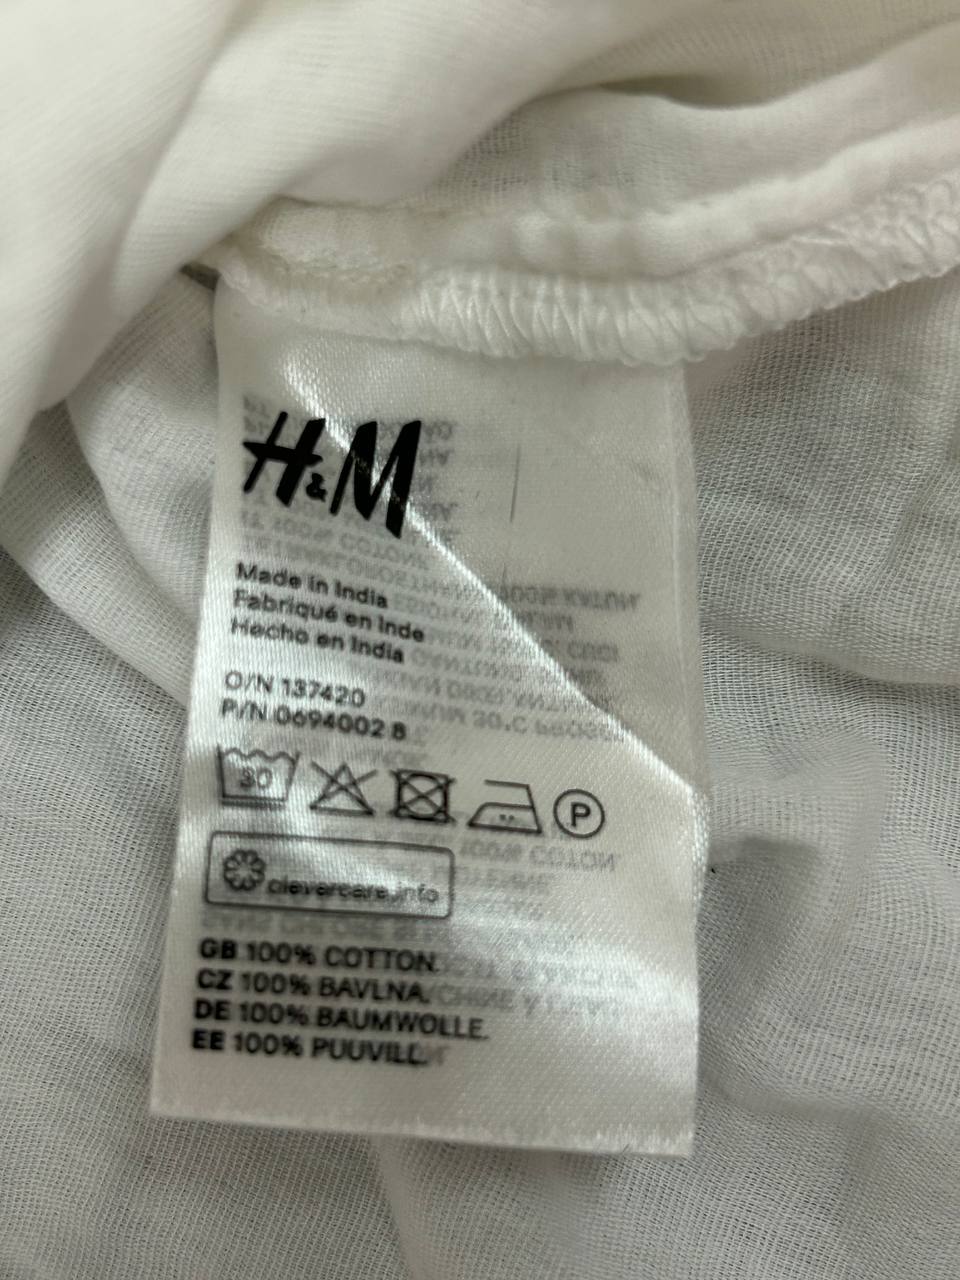 H&M
Made in India
Fabriqué en Inde
Hecho en India
O/N 137420
P/N 0694002 8
30
P
clevercare.info
GB 100% COTTON.
CZ 100% BAVLNA.
DE 100% BAUMWOLLE.
EE 100% PUUVILL.